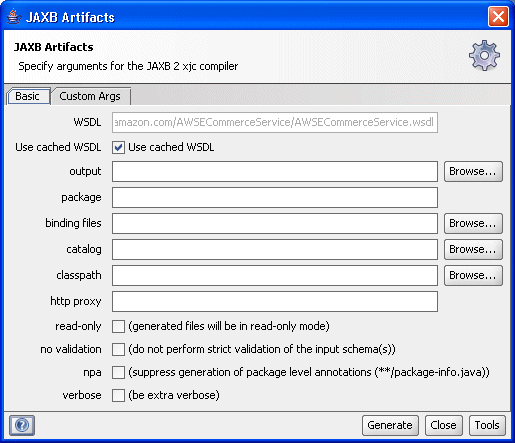 JAXB Artifacts
JAXB Artifacts
Specify arguments for the JAXB 2 xjc compiler
Basic Custom Args
WSDL amazon.com/AWSECommerceService/AWSECommerceService.wsdl
Use cached WSDL Use cached WSDL
output Browse...
package
binding files Browse...
catalog Browse...
classpath Browse...
http proxy
read-only (generated files will be in read-only mode)
no validation (do not perform strict validation of the input schema(s))
npa (suppress generation of package level annotations (**/package-info.java))
verbose (be extra verbose)
? Generate Close Tools